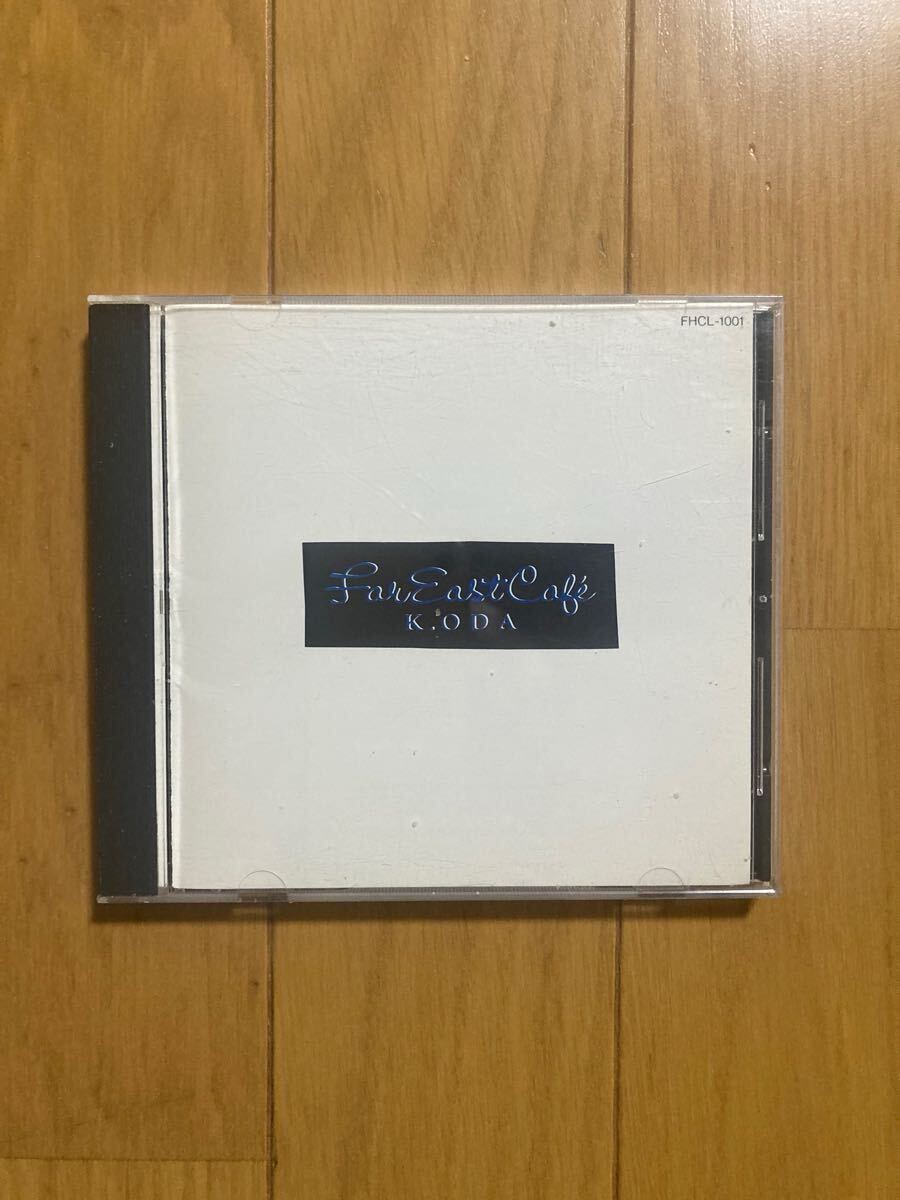 FHCL-1001
Far East Café
K.ODA